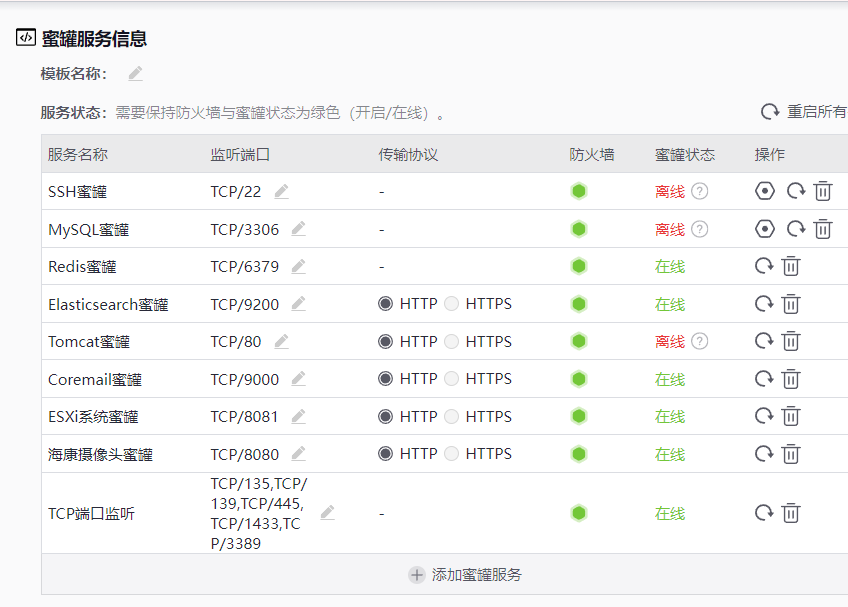 蜜罐服务信息
模板名称：
服务状态：需要保持防火墙与蜜罐状态为绿色（开启/在线）。 重启所有
服务名称 监听端口 传输协议 防火墙 蜜罐状态 操作
SSH蜜罐 TCP/22 - 离线 ?
MySQL蜜罐 TCP/3306 - 离线 ?
Redis蜜罐 TCP/6379 - 在线
Elasticsearch蜜罐 TCP/9200 HTTP HTTPS 在线
Tomcat蜜罐 TCP/80 HTTP HTTPS 离线 ?
Coremail蜜罐 TCP/9000 HTTP HTTPS 在线
ESXi系统蜜罐 TCP/8081 HTTP HTTPS 在线
海康摄像头蜜罐 TCP/8080 HTTP HTTPS 在线
TCP端口监听 TCP/135,TCP/
139,TCP/445,
TCP/1433,TC
P/3389 - 在线
添加蜜罐服务